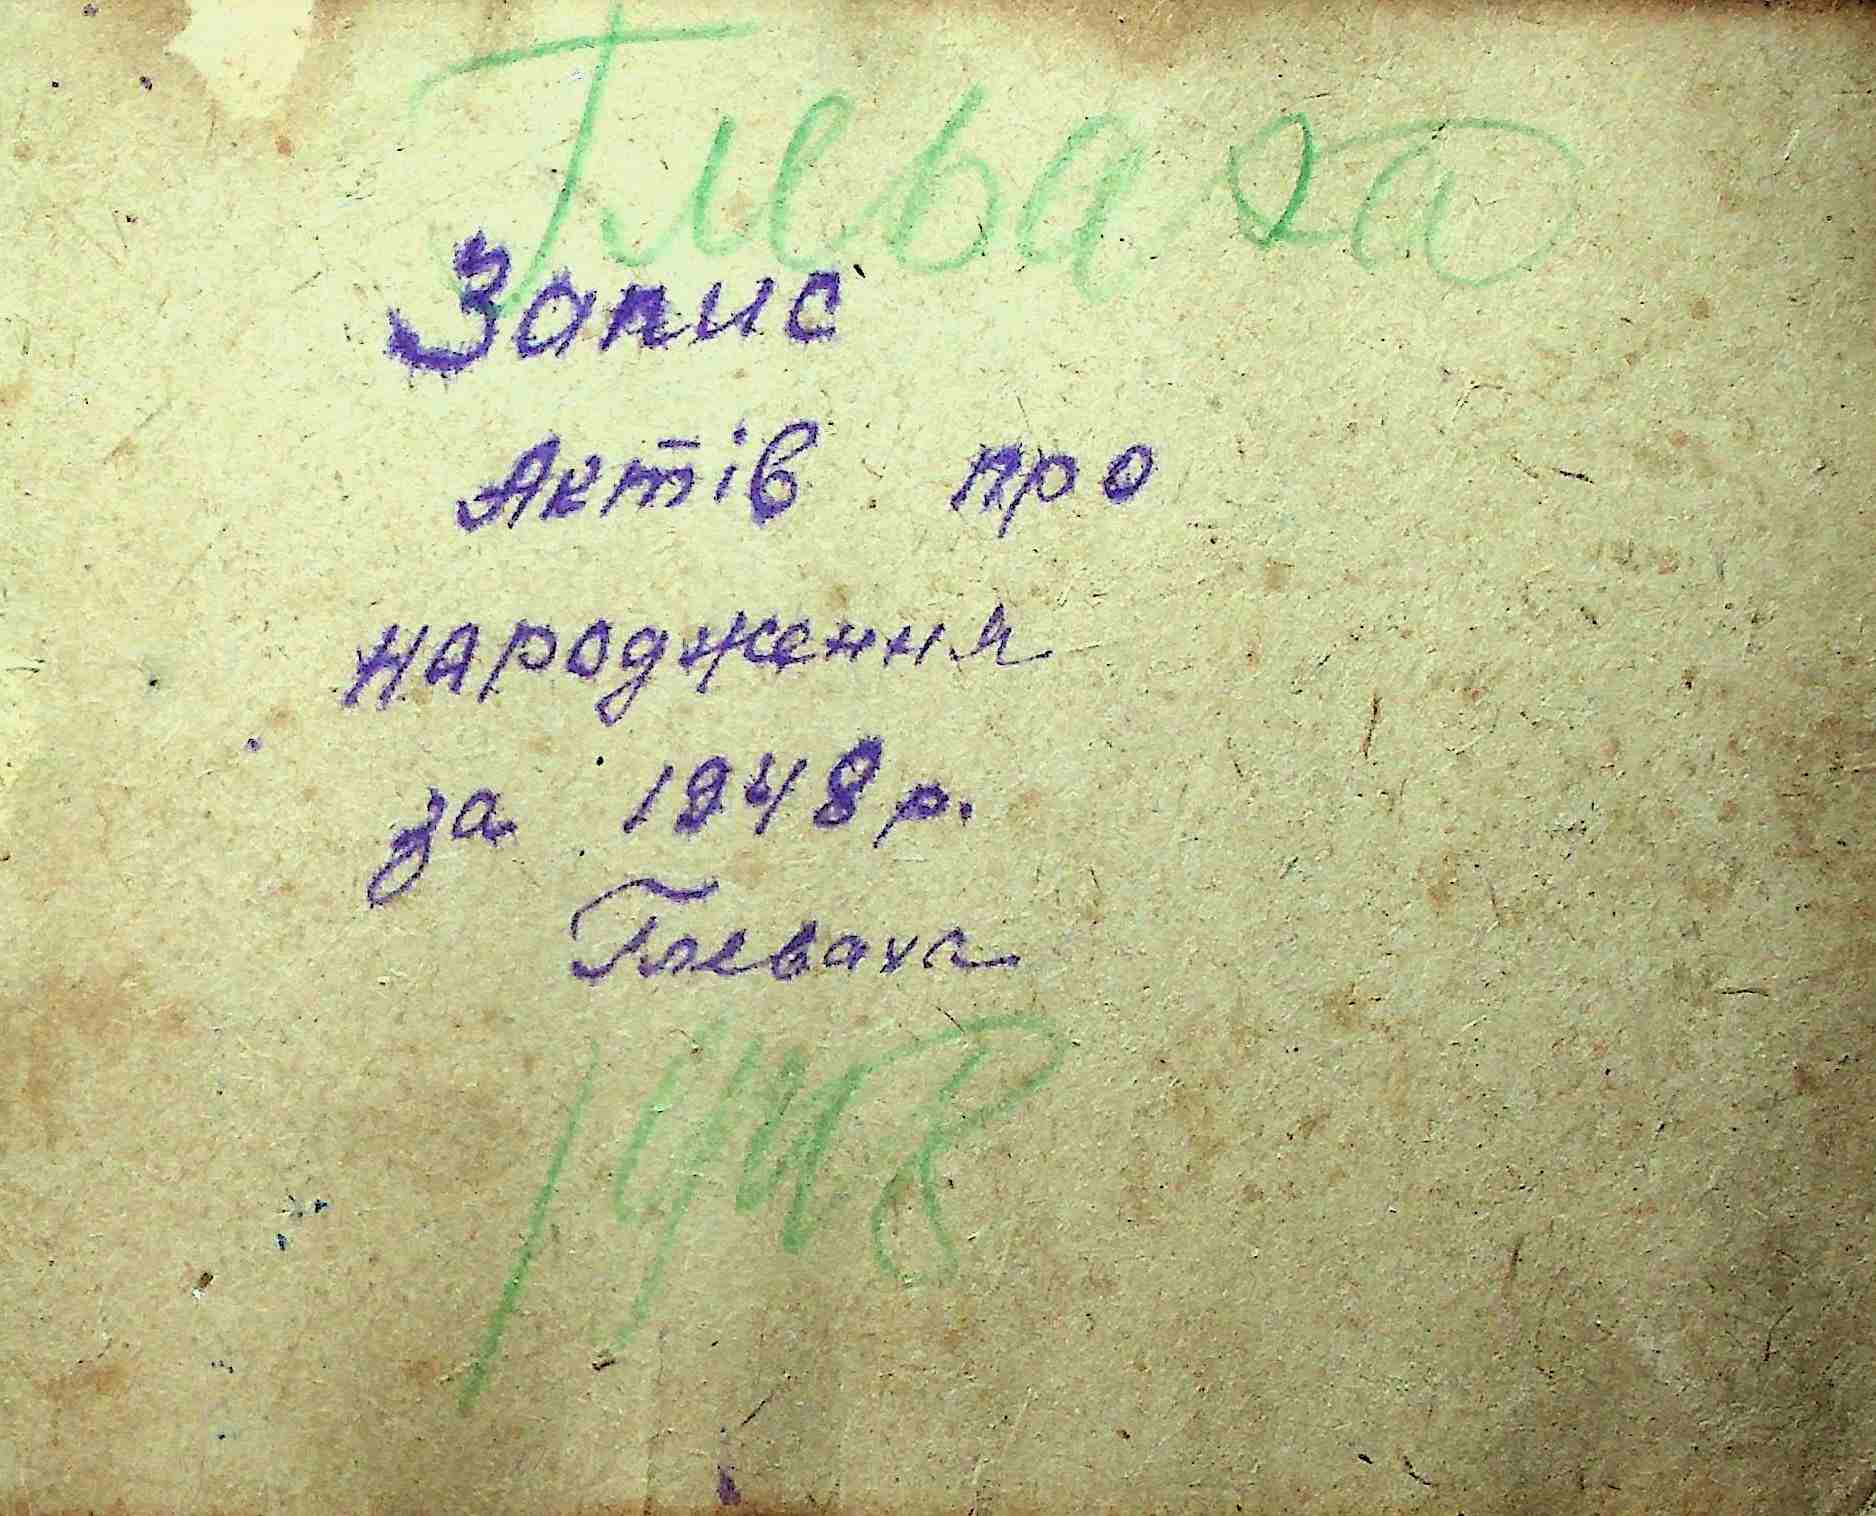 Глеваха
Запис
Актів про
народження
за 1948 р.
Глеваха
1948